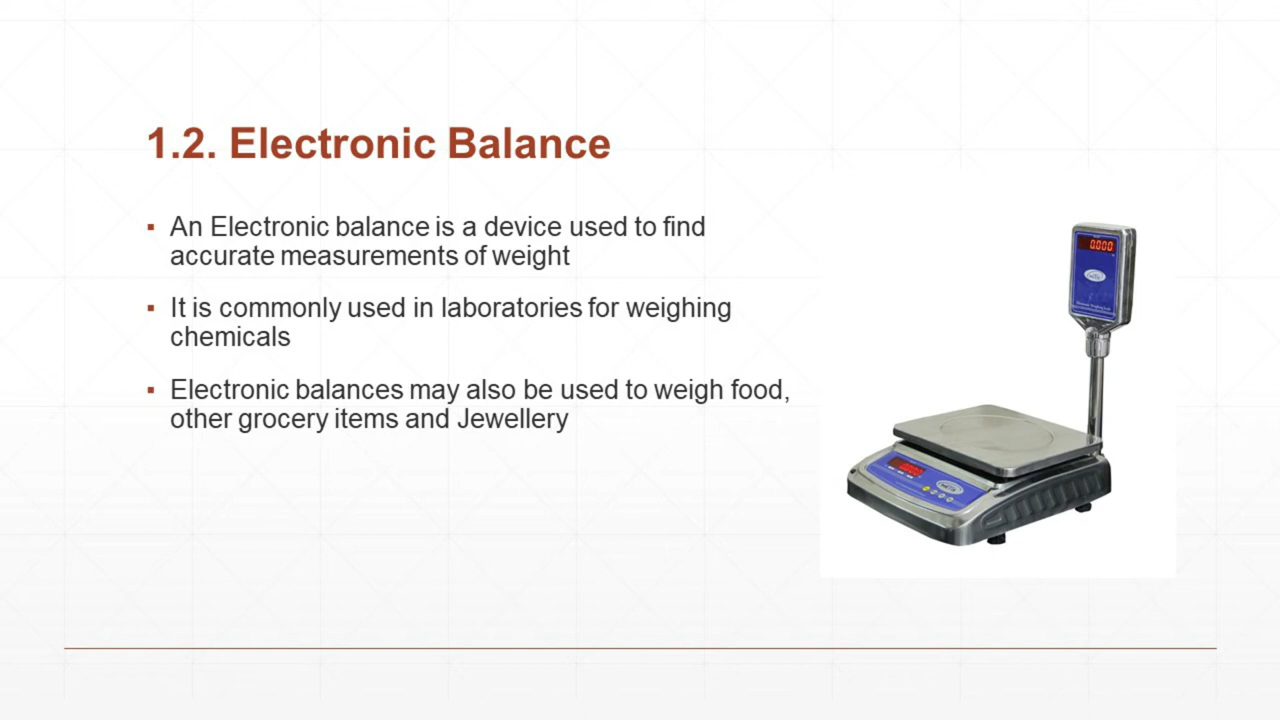 1.2. Electronic Balance
▪ An Electronic balance is a device used to find
accurate measurements of weight
▪ It is commonly used in laboratories for weighing
chemicals
▪ Electronic balances may also be used to weigh food,
other grocery items and Jewellery
0.000